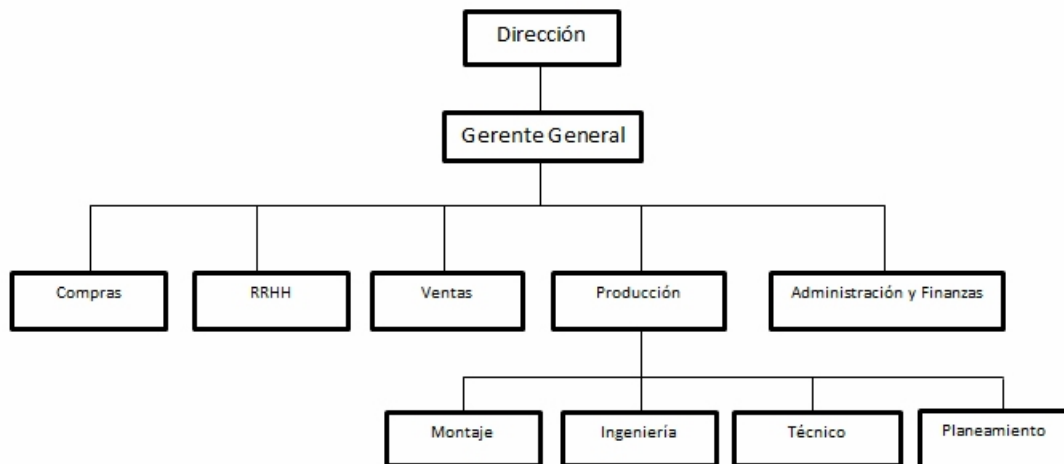 Dirección
Gerente General
Compras
RRHH
Ventas
Producción
Administración y Finanzas
Montaje
Ingeniería
Técnico
Planeamiento